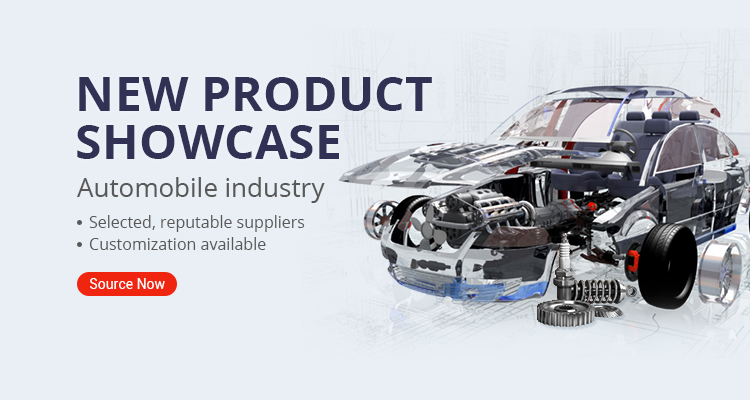 NEW PRODUCT
SHOWCASE
Automobile industry
• Selected, reputable suppliers
• Customization available
Source Now